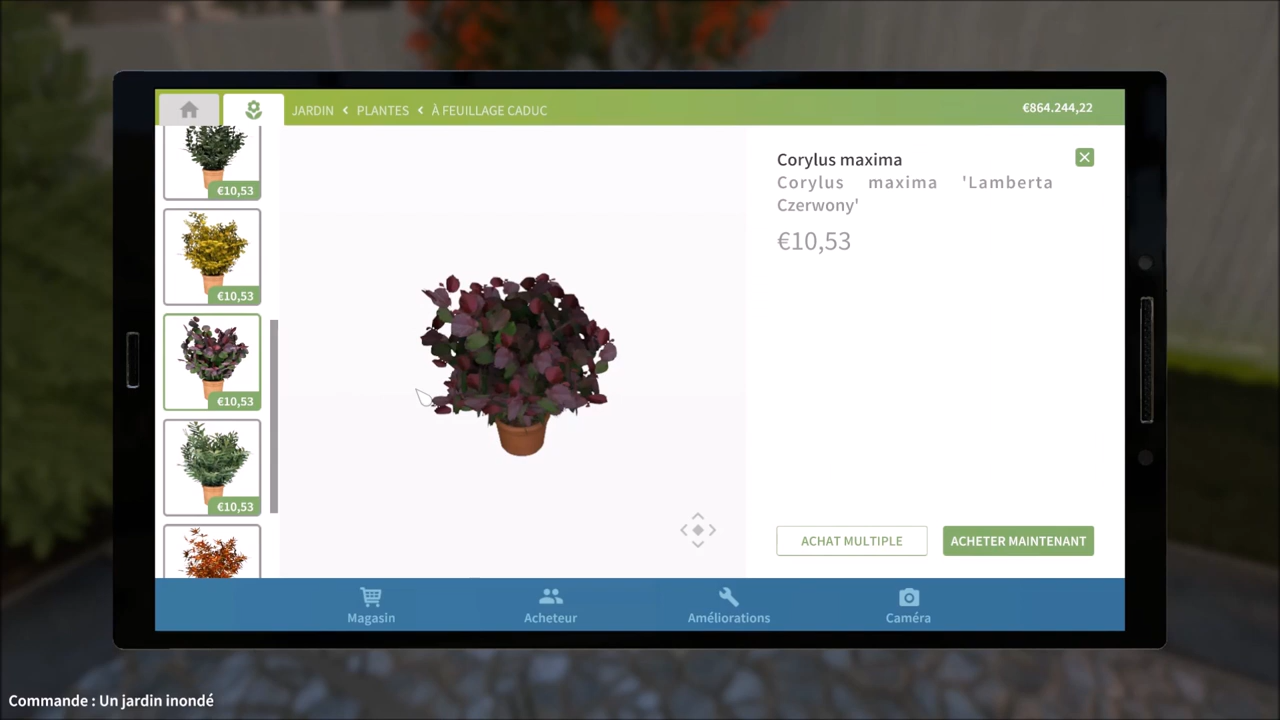 JARDIN < PLANTES < À FEUILLAGE CADUC
€864.244,22
€10,53
€10,53
€10,53
€10,53
Corylus maxima
Corylus maxima 'Lamberta
Czerwony'
€10,53
ACHAT MULTIPLE
ACHETER MAINTENANT
Magasin
Acheteur
Améliorations
Caméra
Commande : Un jardin inondé